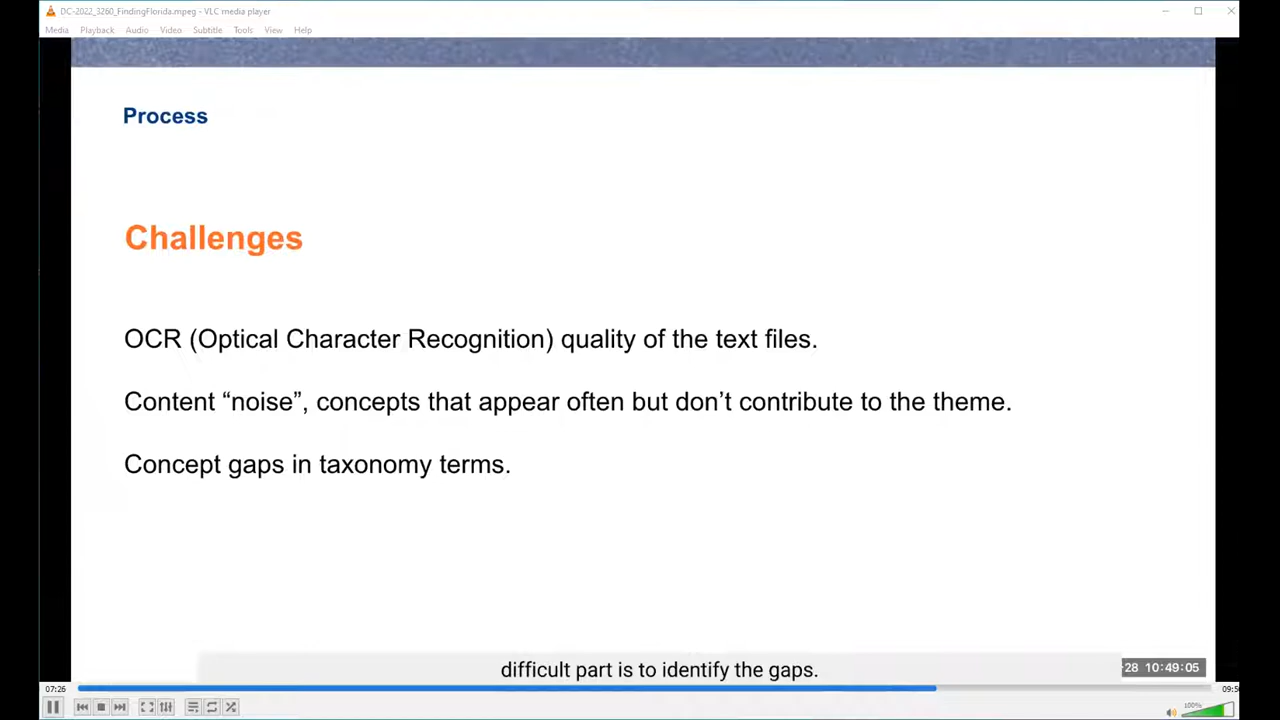 DC-2022_3260_FindingFlorida.mpeg - VLC media player
Media Playback Audio Video Subtitle Tools View Help
Process
Challenges
OCR (Optical Character Recognition) quality of the text files.
Content “noise”, concepts that appear often but don’t contribute to the theme.
Concept gaps in taxonomy terms.
difficult part is to identify the gaps.
28 10:49:05
07:26
100%